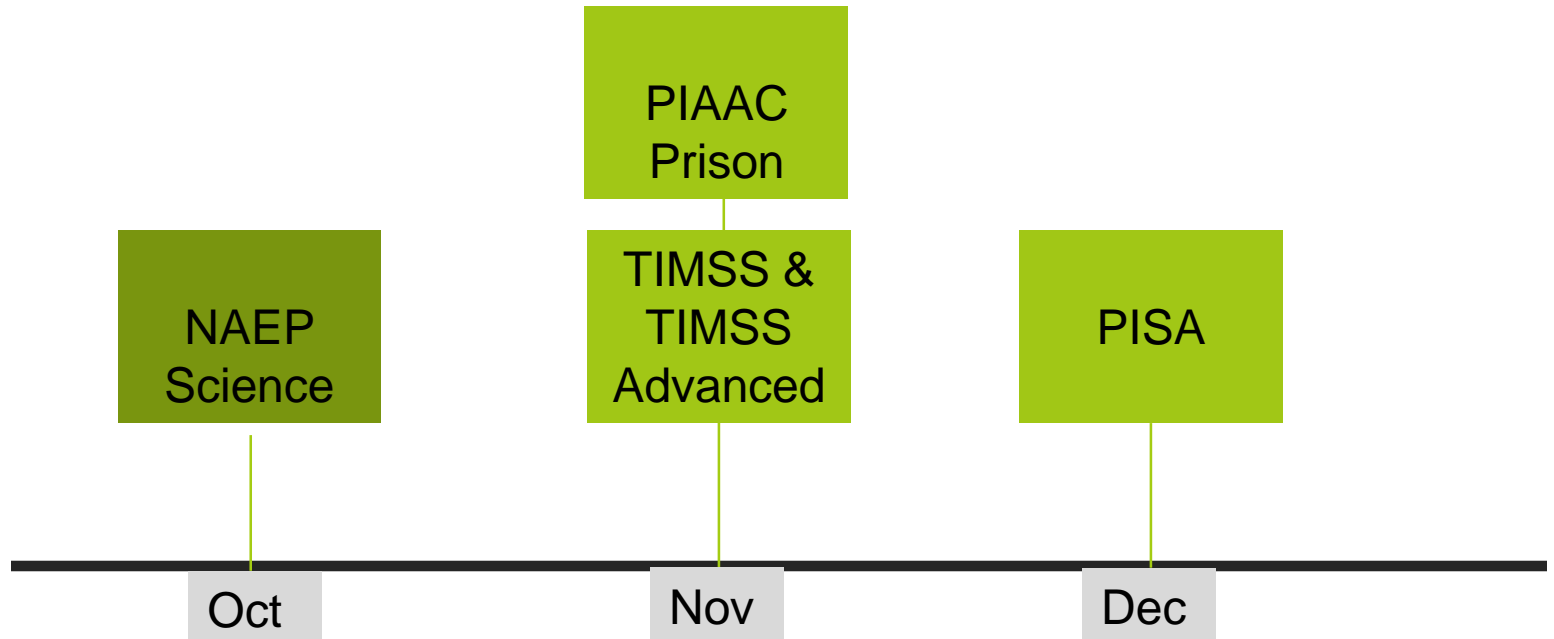 PIAAC
Prison
NAEP
Science
TIMSS &
TIMSS
Advanced
PISA
Oct
Nov
Dec